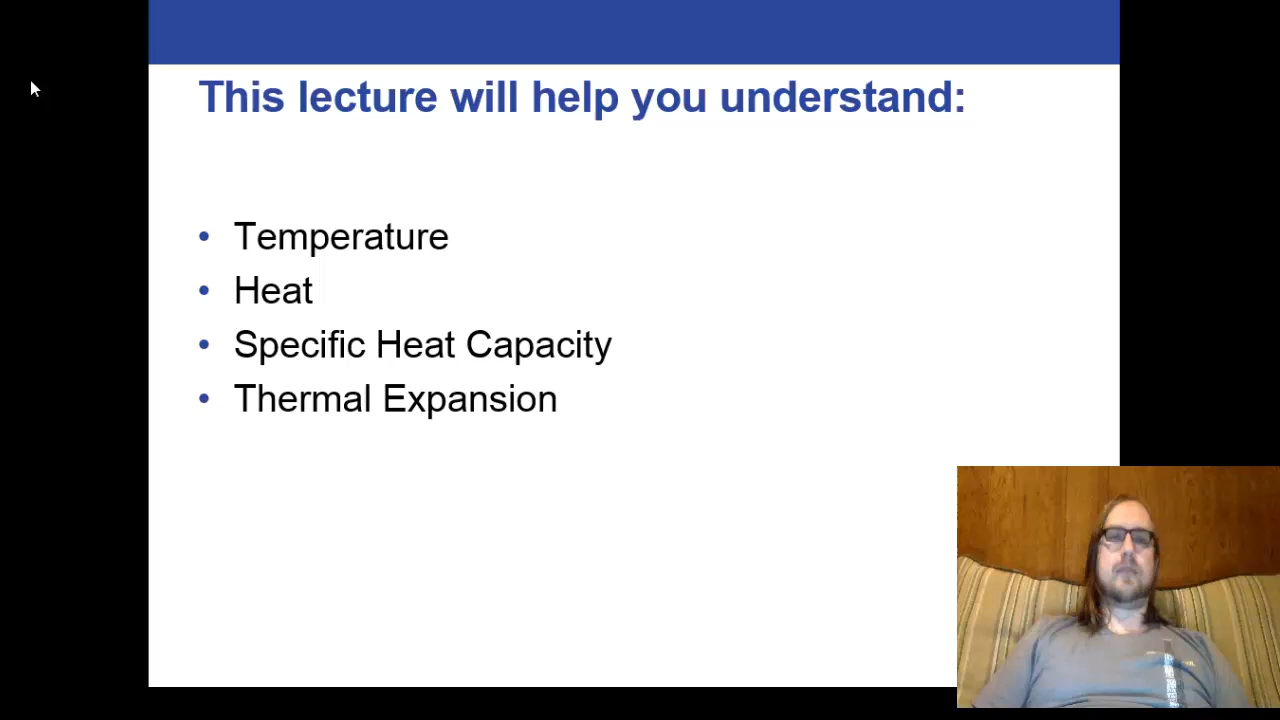 This lecture will help you understand:
• Temperature
• Heat
• Specific Heat Capacity
• Thermal Expansion